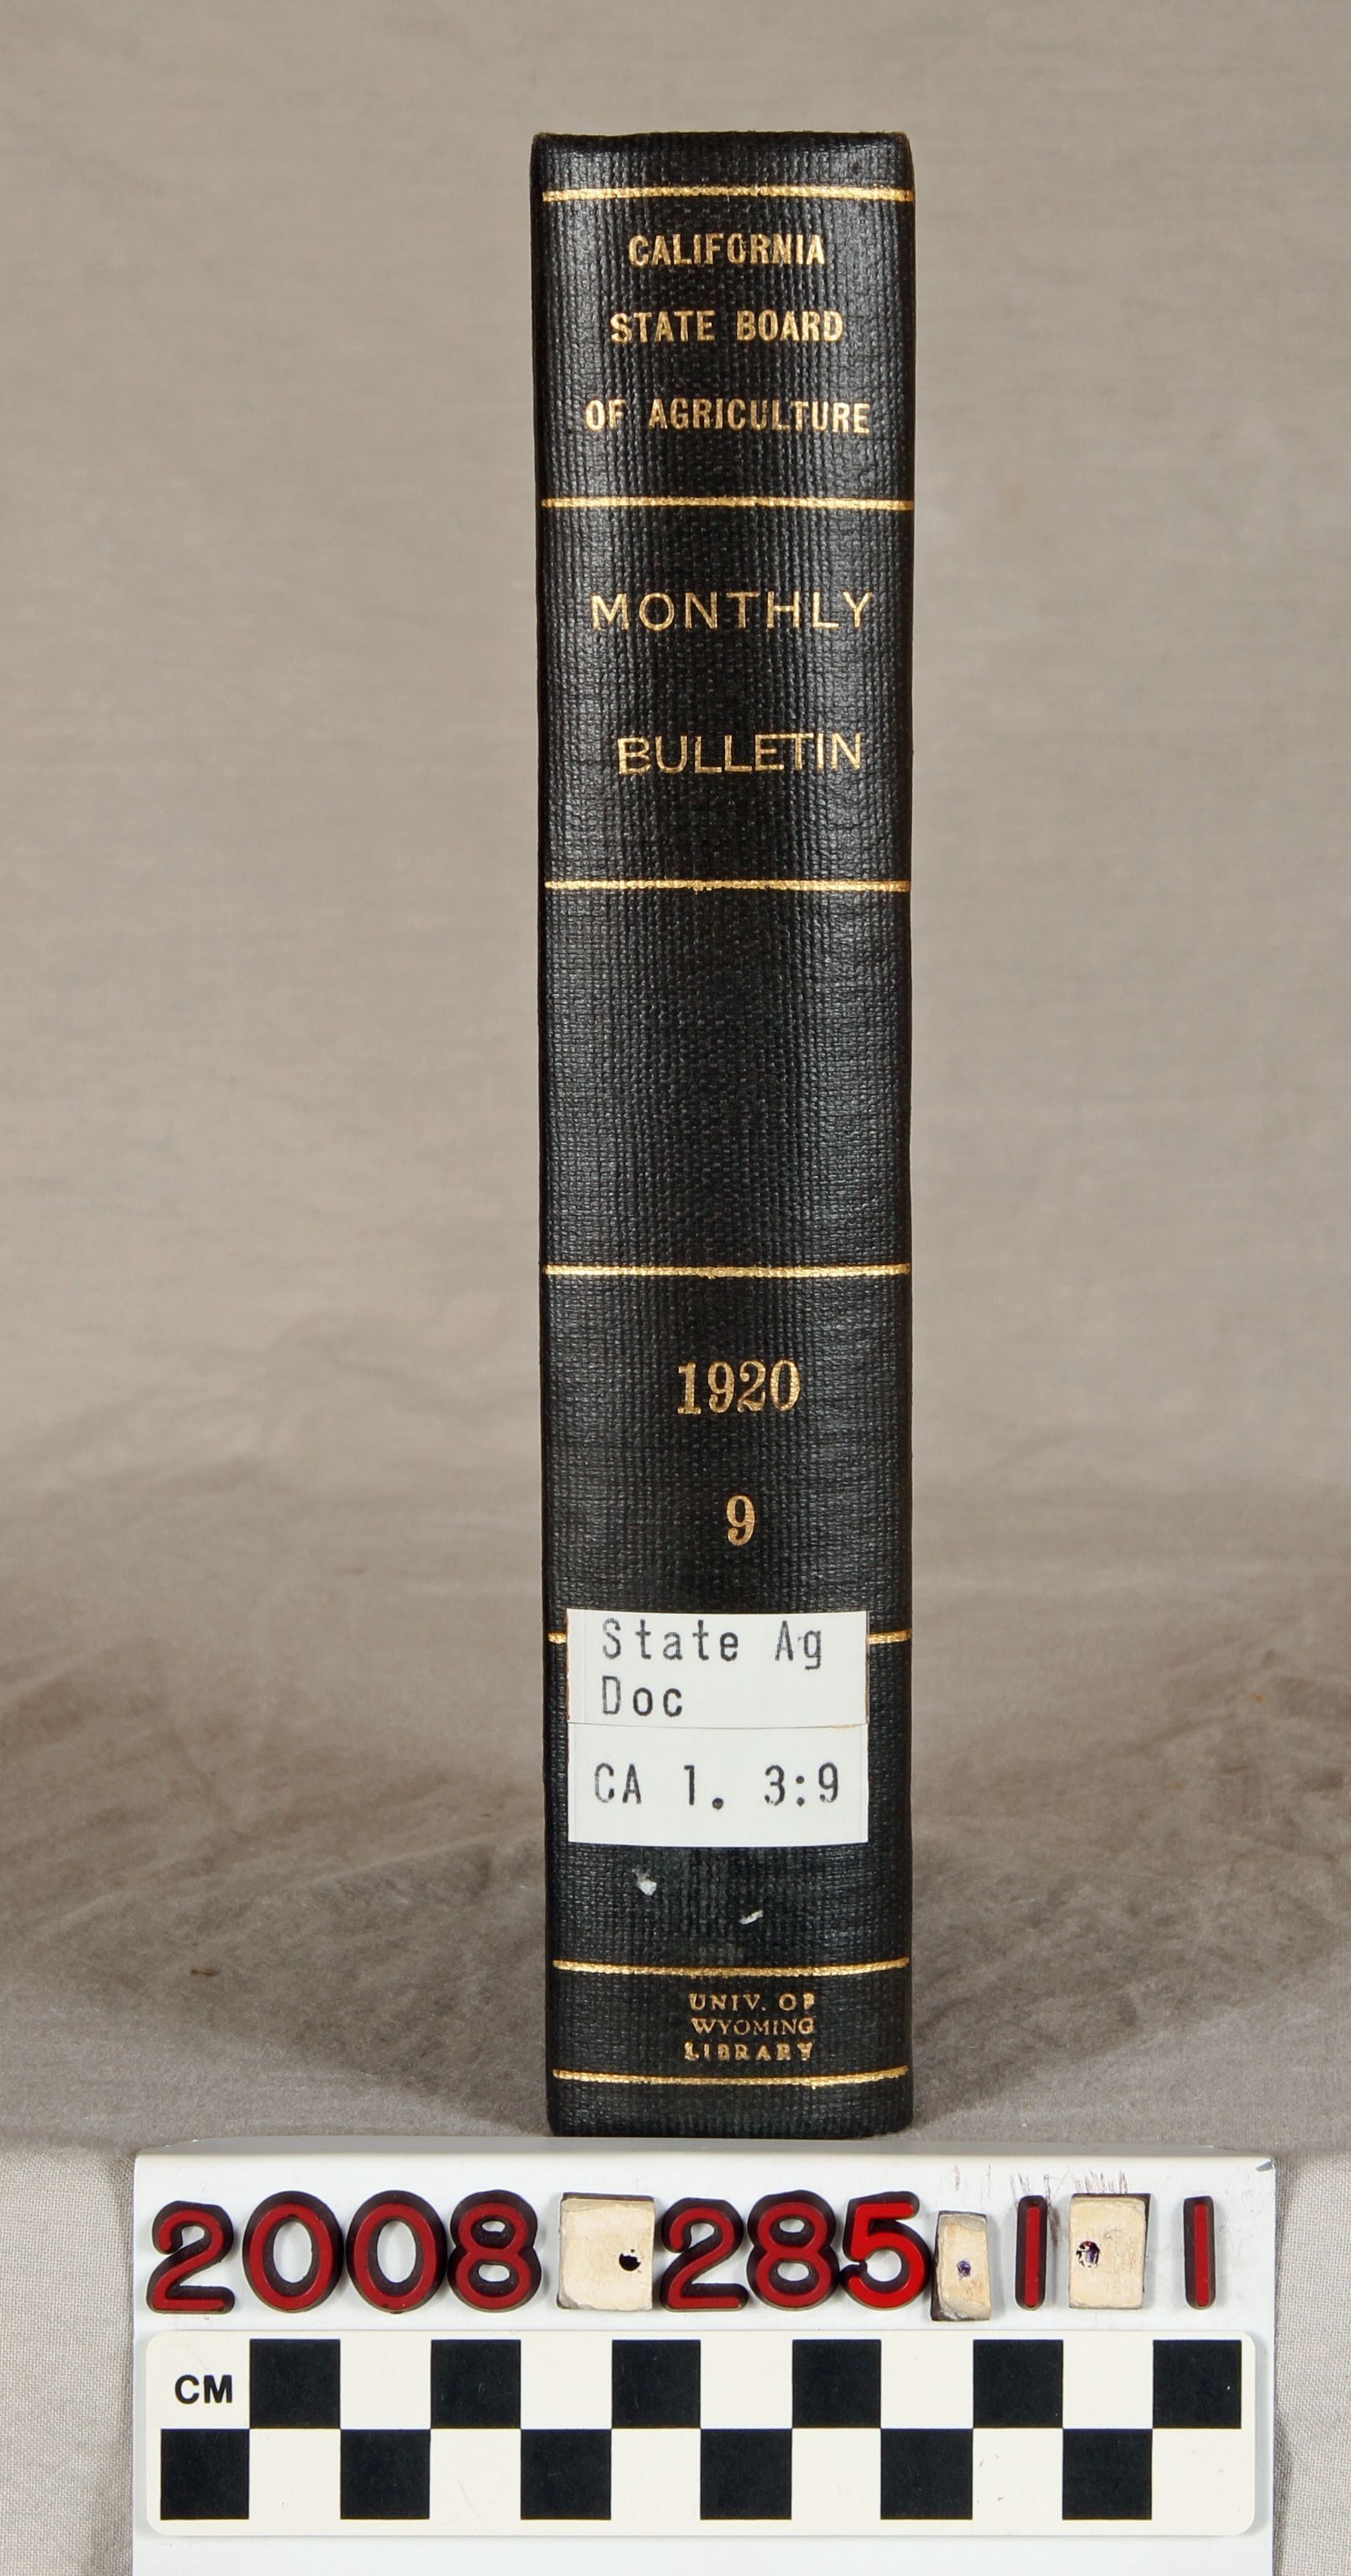 CALIFORNIA
STATE BOARD
OF AGRICULTURE
MONTHLY
BULLETIN
1920
9
State Ag
Doc
CA 1. 3:9
UNIV. OF
WYOMING
LIBRARY
2008.285.1.1
CM